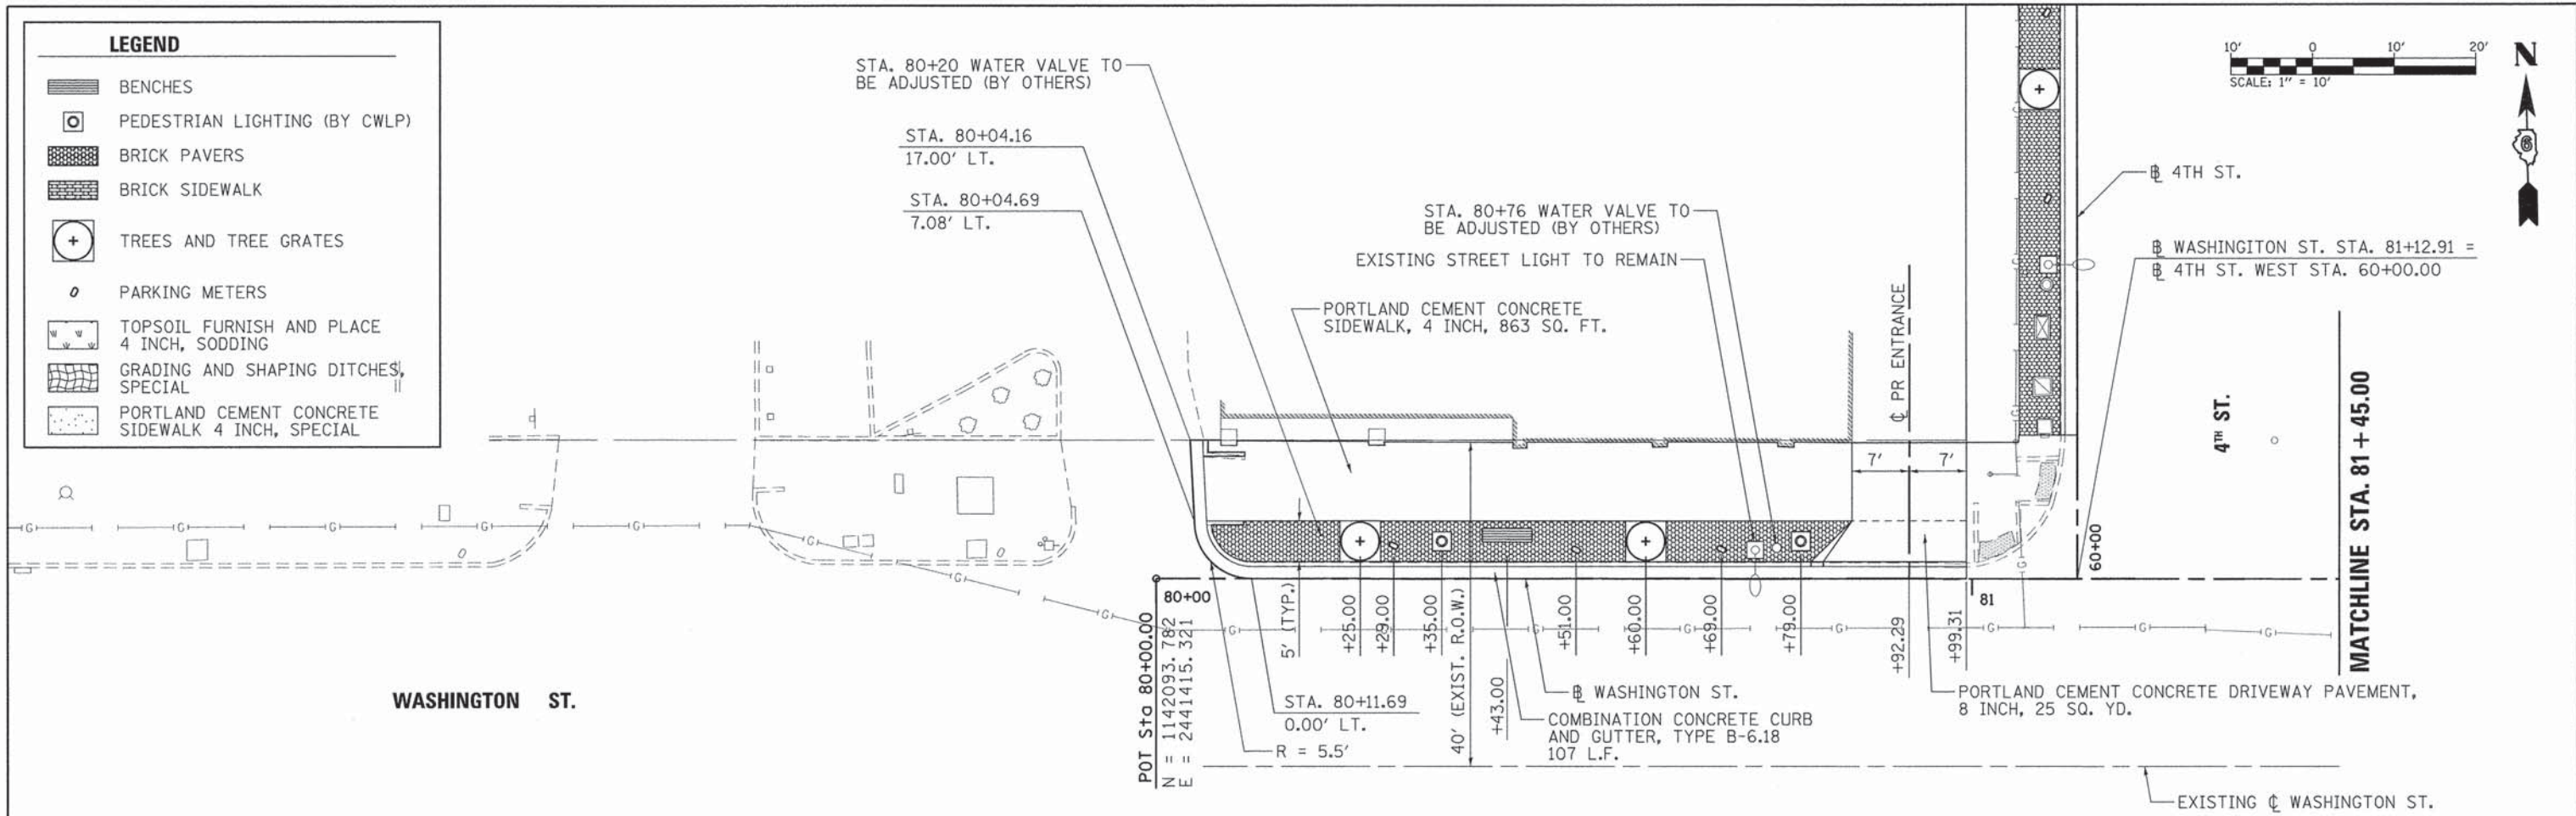 LEGEND
BENCHES
PEDESTRIAN LIGHTING (BY CWLP)
BRICK PAVERS
BRICK SIDEWALK
TREES AND TREE GRATES
PARKING METERS
TOPSOIL FURNISH AND PLACE
4 INCH, SODDING
GRADING AND SHAPING DITCHES,
SPECIAL
PORTLAND CEMENT CONCRETE
SIDEWALK 4 INCH, SPECIAL
STA. 80+20 WATER VALVE TO
BE ADJUSTED (BY OTHERS)
STA. 80+04.16
17.00' LT.
STA. 80+04.69
7.08' LT.
STA. 80+76 WATER VALVE TO
BE ADJUSTED (BY OTHERS)
EXISTING STREET LIGHT TO REMAIN
PORTLAND CEMENT CONCRETE
SIDEWALK, 4 INCH, 863 SQ. FT.
10' 0 10' 20'
SCALE: 1" = 10'
N
6
℄ PR ENTRANCE
7' 7'
B̲L 4TH ST.
B̲L WASHINGITON ST. STA. 81+12.91 =
B̲L 4TH ST. WEST STA. 60+00.00
4TH ST.
MATCHLINE STA. 81 + 45.00
60+00
G G G G G
G
G
G
80+00
81
POT Sta 80+00.00
N = 1142093.782
E = 2441415.321
5' (TYP.)
+25.00
+29.00
+35.00
40' (EXIST. R.O.W.)
+43.00
+51.00
+60.00
+69.00
+79.00
+92.29
+99.31
G G G G G G G
WASHINGTON ST.
STA. 80+11.69
0.00' LT.
R = 5.5'
B̲L WASHINGTON ST.
COMBINATION CONCRETE CURB
AND GUTTER, TYPE B-6.18
107 L.F.
PORTLAND CEMENT CONCRETE DRIVEWAY PAVEMENT,
8 INCH, 25 SQ. YD.
EXISTING ℄ WASHINGTON ST.